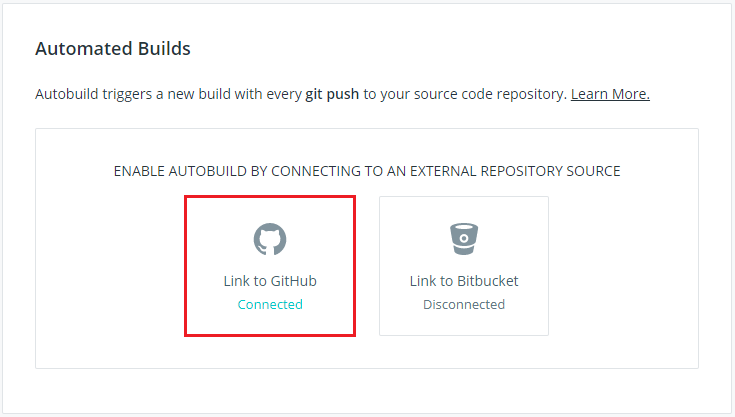 Automated Builds
Autobuild triggers a new build with every git push to your source code repository. Learn More.
ENABLE AUTOBUILD BY CONNECTING TO AN EXTERNAL REPOSITORY SOURCE
Link to GitHub
Connected
Link to Bitbucket
Disconnected